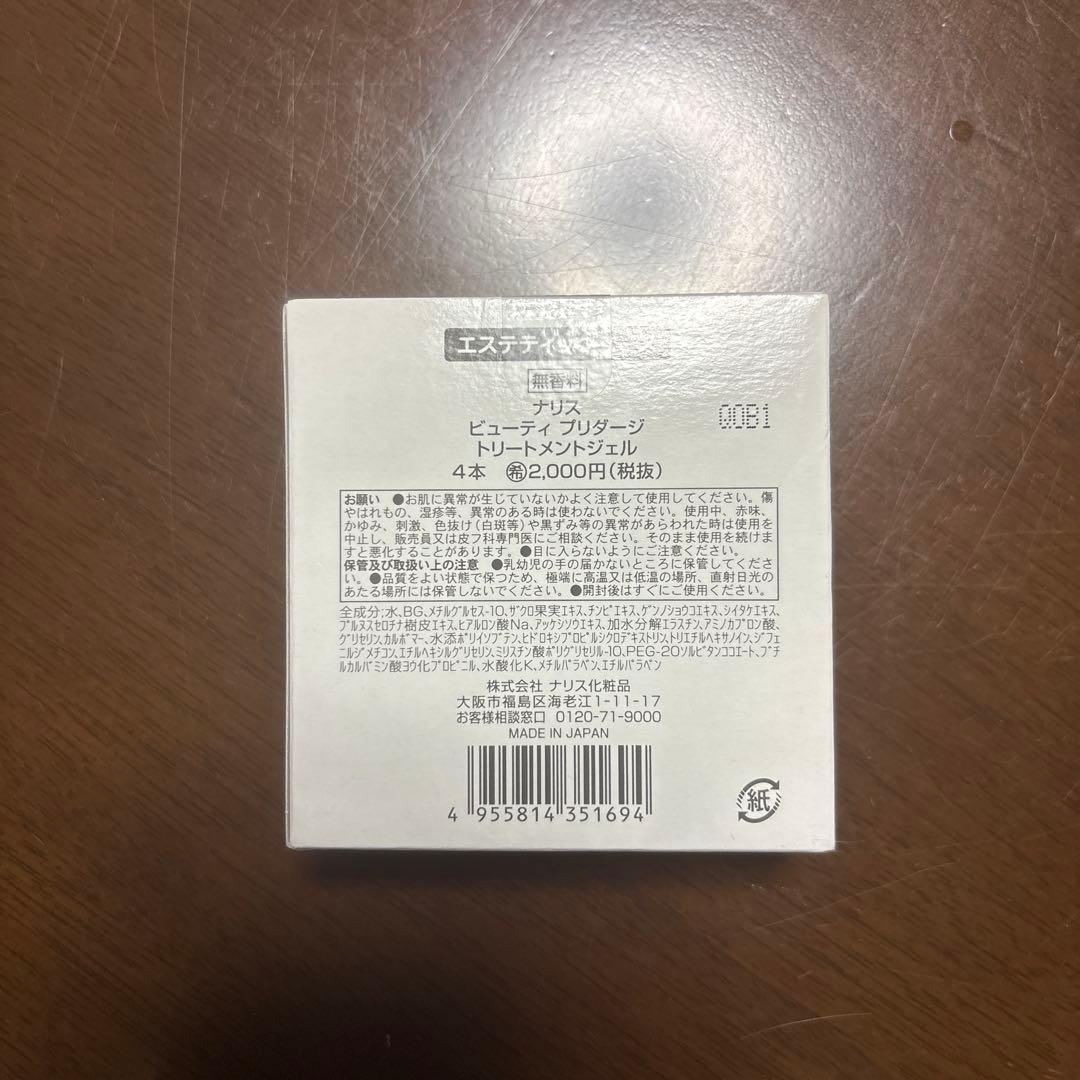 エステティ
無香料
ナリス
ビューティ プリダージ
トリートメントジェル
4本 ㊒2,000円(税抜)
QOB1
お願い ●お肌に異常が生じていないかよく注意して使用してください。傷
やはれもの、湿疹等、異常のある時は使わないでください。使用中、赤味、
かゆみ、刺激、色抜け(白斑等)や黒ずみ等の異常があらわれた時は使用を
中止し、販売員又は皮フ科専門医にご相談ください。そのまま使用を続けま
すと悪化することがあります。●目に入らないようにご注意ください。
保管及び取扱い上の注意 ●乳幼児の手の届かないところに保管してくださ
い。●品質をよい状態で保つため、極端に高温又は低温の場所、直射日光の
あたる場所には保管しないでください。●開封後はすぐにご使用ください。
全成分:水、BG、メチルグルセス-10、ザクロ果実エキス、チンピエキス、ゲンノショウコエキス、シイタケエキス、
プルヌスセロチナ樹皮エキス、ヒアルロン酸Na、アッケシソウエキス、加水分解エラスチン、アミノカプロン酸、
グリセリン、カルボマー、水添ポリイソブテン、ヒドロキシプロピルシクロデキストリン、トリエチルヘキサノイン、ジフェ
ニルジメチコン、エチルヘキシルグリセリン、ミリスチン酸ポリグリセリル-10、PEG-20ソルビタンココエート、ブチ
ルカルバミン酸ヨウ化プロピニル、水酸化K、メチルパラベン、エチルパラベン
株式会社 ナリス化粧品
大阪市福島区海老江1-11-17
お客様相談窓口 0120-71-9000
MADE IN JAPAN
4 955814 351694
紙